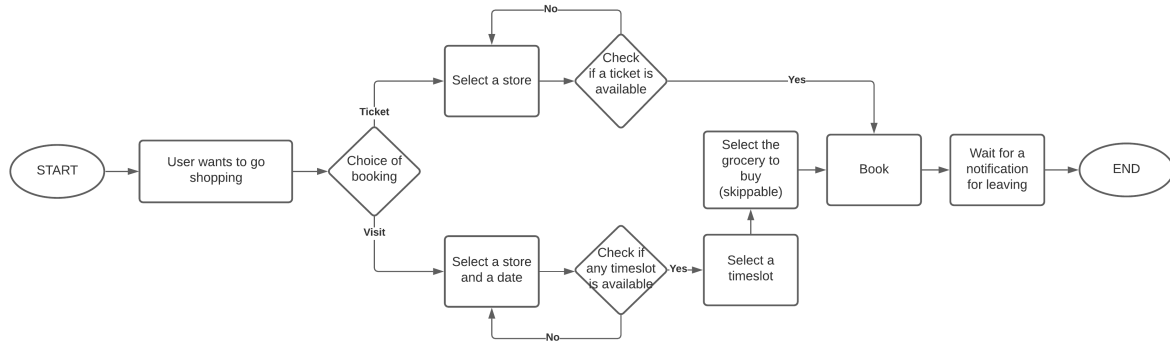 No
Check
if a ticket is
available
Select a store
Yes
Ticket
START
User wants to go
shopping
Choice of
booking
Select the
grocery to
buy
(skippable)
Book
Wait for a
notification
for leaving
END
Visit
Select a store
and a date
Check if
any timeslot
is available
Yes
Select a
timeslot
No